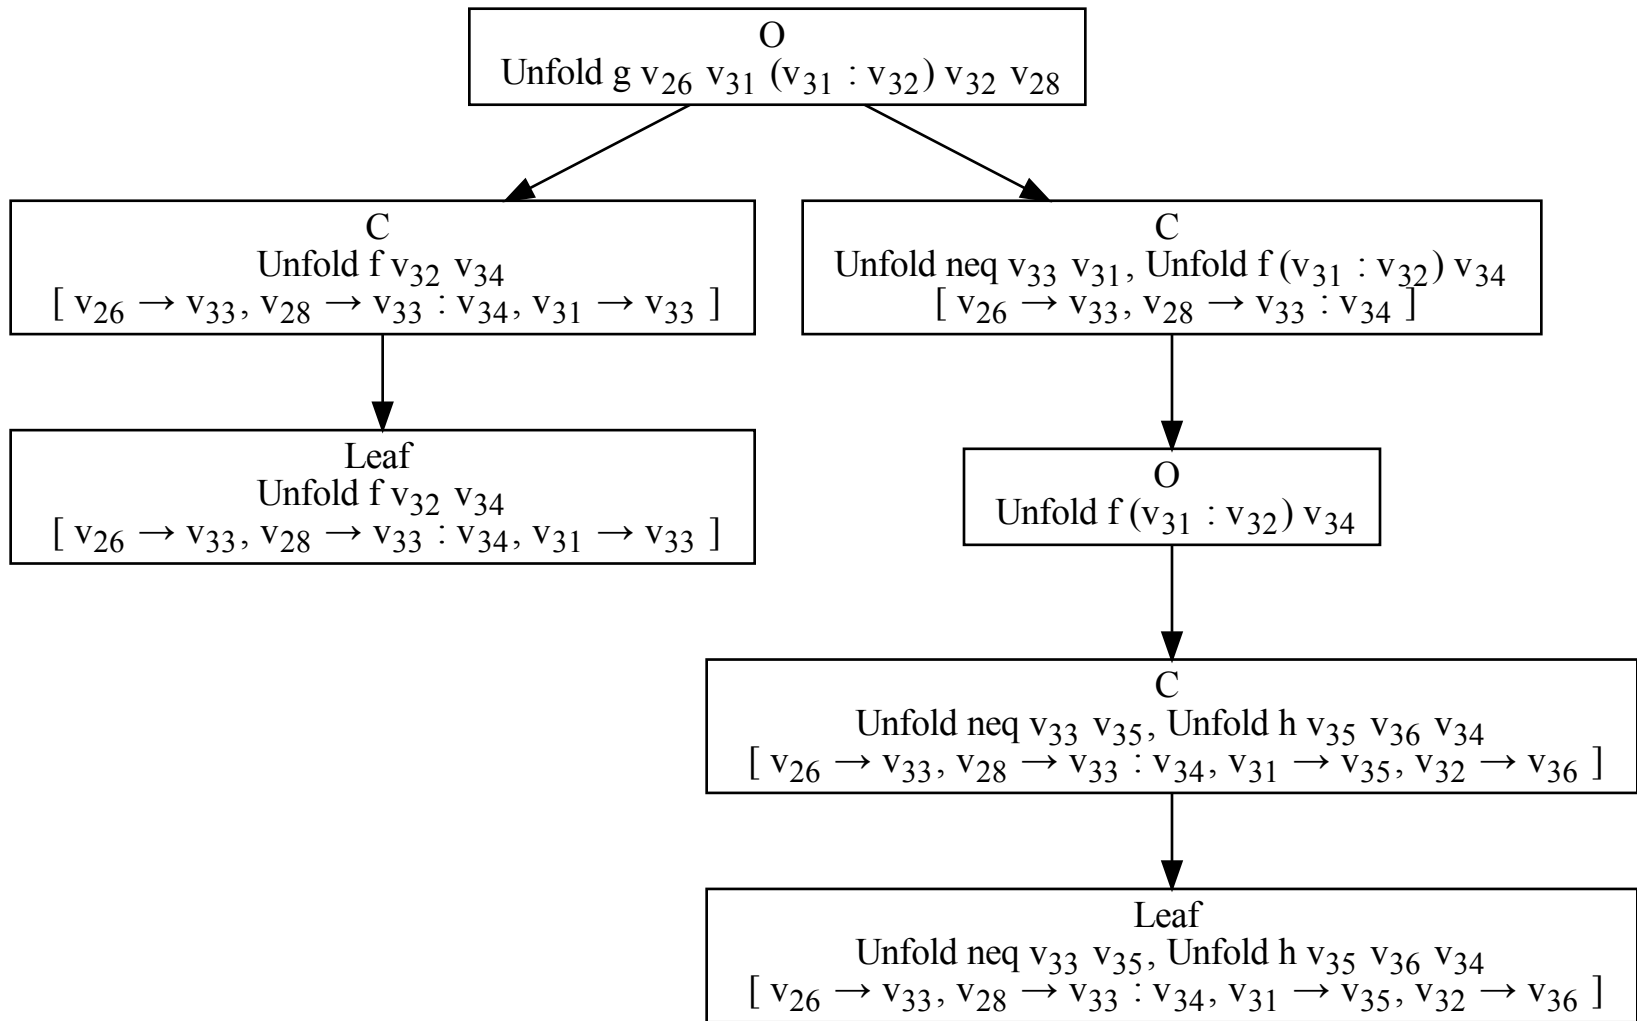 O
Unfold g v₂₆ v₃₁ (v₃₁ : v₃₂) v₃₂ v₂₈
C
Unfold f v₃₂ v₃₄
[ v₂₆ → v₃₃, v₂₈ → v₃₃ : v₃₄, v₃₁ → v₃₃ ]
C
Unfold neq v₃₃ v₃₁, Unfold f (v₃₁ : v₃₂) v₃₄
[ v₂₆ → v₃₃, v₂₈ → v₃₃ : v₃₄ ]
Leaf
Unfold f v₃₂ v₃₄
[ v₂₆ → v₃₃, v₂₈ → v₃₃ : v₃₄, v₃₁ → v₃₃ ]
O
Unfold f (v₃₁ : v₃₂) v₃₄
C
Unfold neq v₃₃ v₃₅, Unfold h v₃₅ v₃₆ v₃₄
[ v₂₆ → v₃₃, v₂₈ → v₃₃ : v₃₄, v₃₁ → v₃₅, v₃₂ → v₃₆ ]
Leaf
Unfold neq v₃₃ v₃₅, Unfold h v₃₅ v₃₆ v₃₄
[ v₂₆ → v₃₃, v₂₈ → v₃₃ : v₃₄, v₃₁ → v₃₅, v₃₂ → v₃₆ ]